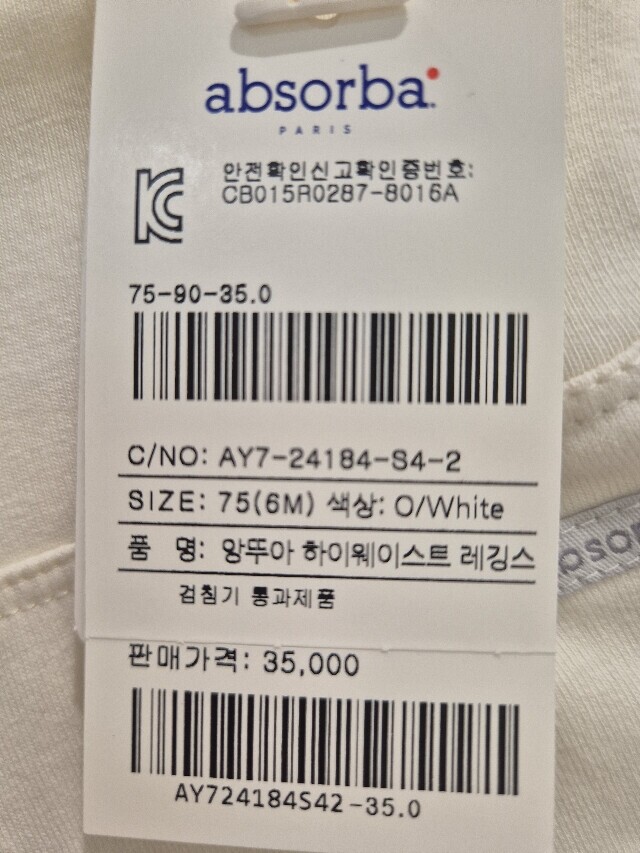 absorba.
PARIS
안전확인신고확인증번호:
CB015R0287-8016A
75-90-35.0
C/NO: AY7-24184-S4-2
SIZE: 75(6M) 색상: O/White
품 명: 앙뚜아 하이웨이스트 레깅스
검침기 통과제품
판매가격: 35,000
AY724184S42-35.0